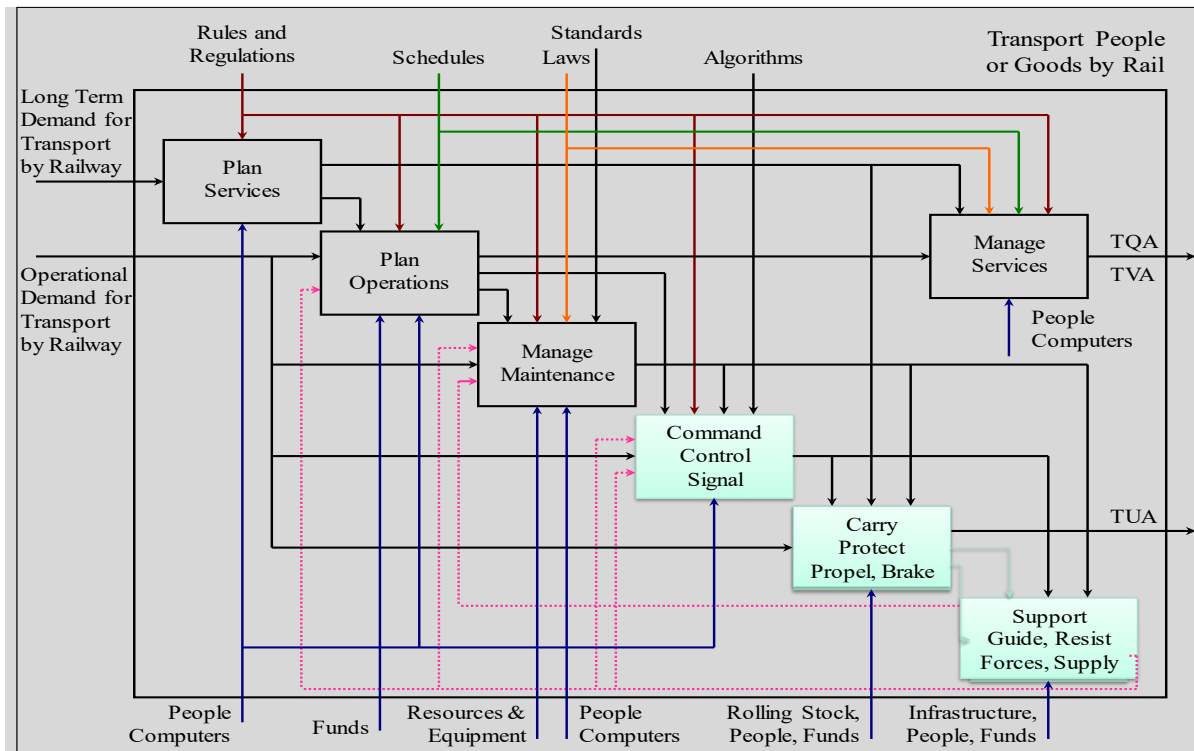 Rules and
Regulations
Schedules
Standards
Laws
Algorithms
Transport People
or Goods by Rail
Long Term
Demand for
Transport
by Railway
Plan
Services
Operational
Demand for
Transport
by Railway
Plan
Operations
Manage
Services
TQA
TVA
People
Computers
Manage
Maintenance
Command
Control
Signal
Carry
Protect
Propel, Brake
TUA
Support
Guide, Resist
Forces, Supply
People
Computers
Funds
Resources &
Equipment
People
Computers
Rolling Stock,
People, Funds
Infrastructure,
People, Funds